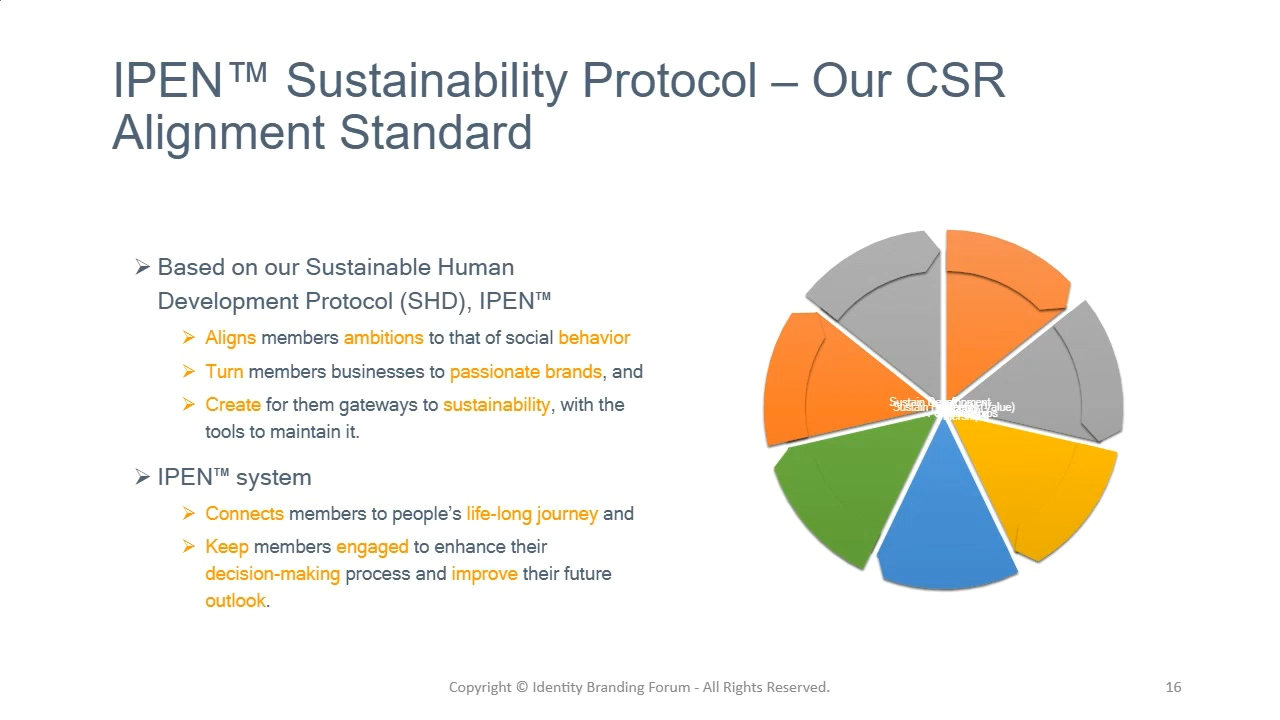 IPEN™ Sustainability Protocol – Our CSR
Alignment Standard
Based on our Sustainable Human
Development Protocol (SHD), IPEN™
Aligns members ambitions to that of social behavior
Turn members businesses to passionate brands, and
Create for them gateways to sustainability, with the
tools to maintain it.
IPEN™ system
Connects members to people’s life-long journey and
Keep members engaged to enhance their
decision-making process and improve their future
outlook.
Sustain
Sustain
Copyright © Identity Branding Forum - All Rights Reserved.
16